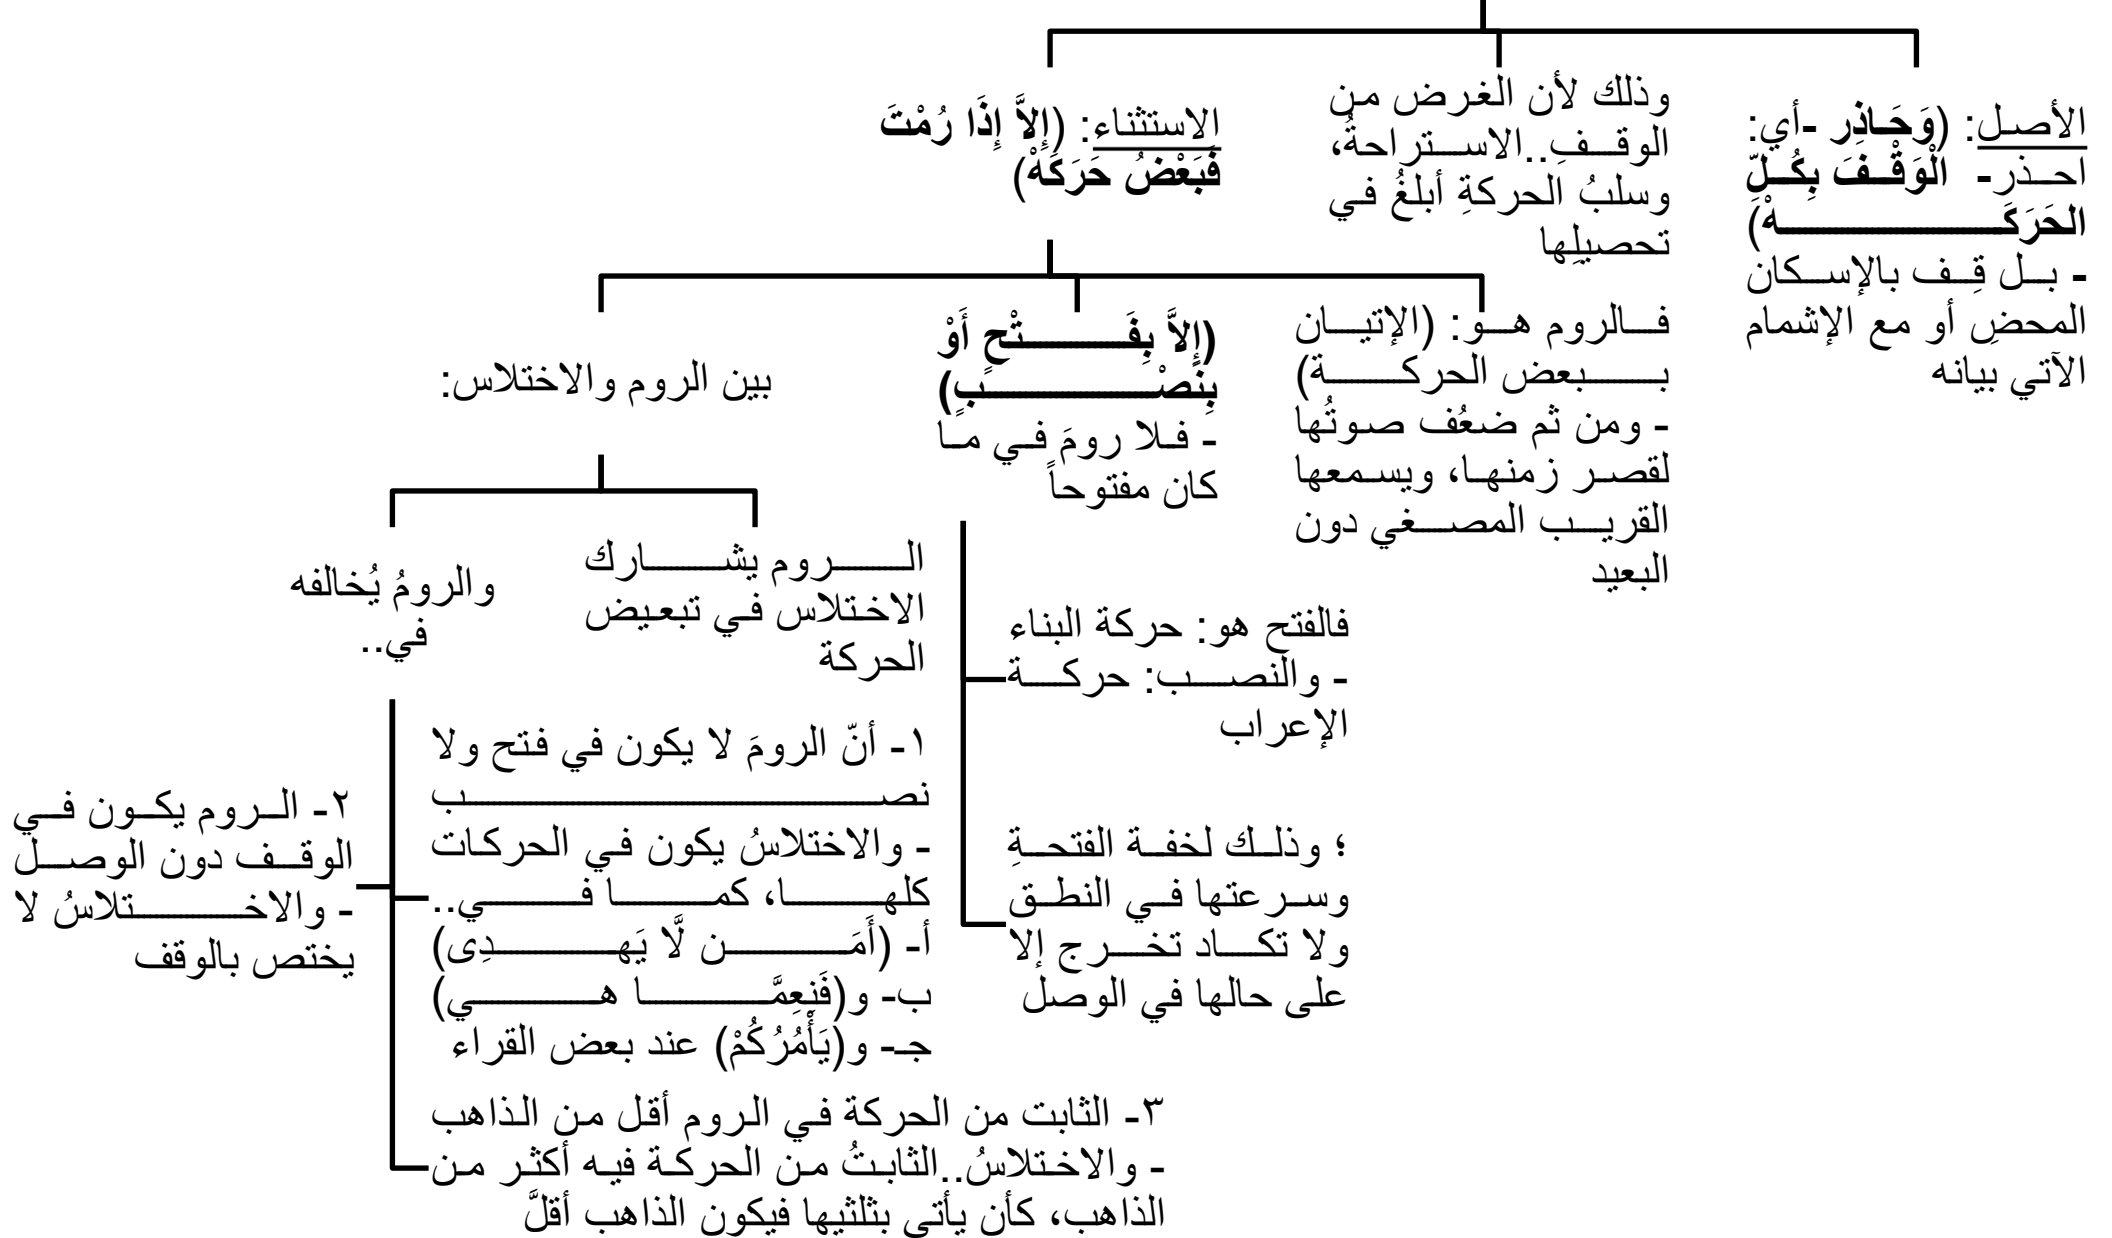 الأصل: (وَحَاذِرِ -أي:
احذر- الْوَقْفَ بِكُلِّ
الحَرَكَهْ)
- بل قِف بالإسكان
المحضِ أو مع الإشمام
الآتي بيانه
وذلك لأن الغرض من
الوقفِ..الاستراحةُ،
وسلبُ الحركةِ أبلغُ في
تحصيلِها
الاستثناء: (إِلاَّ إِذَا رُمْتَ
فَبَعْضُ حَرَكَهْ)
فالروم هو: (الإتيان
ببعض الحركة)
- ومن ثم ضعُف صوتُها
لقصر زمنها، ويسمعها
القريب المصغي دون
البعيد
(إِلاَّ بِفَتْحٍ أَوْ
بِنَصْبٍ)
- فلا رومَ في ما
كان مفتوحاً
فالفتح هو: حركة البناء
- والنصب: حركة
الإعراب
؛ وذلك لخفة الفتحةِ
وسرعتها في النطق
ولا تكاد تخرج إلا
على حالها في الوصل
بين الروم والاختلاس:
الروم يشارك
الاختلاس في تبعيض
الحركة
والرومُ يُخالفه
في..
١- أنّ الرومَ لا يكون في فتح ولا
نصب
- والاختلاسُ يكون في الحركات
كلها، كما في..
أ- (أَمَن لَّا يَهدِى)
ب- و(فَنِعِمَّا هي)
جـ- و(يَأْمُرُكُمْ) عند بعض القراء
٢- الروم يكون في
الوقف دون الوصل
- والاختلاسُ لا
يختص بالوقف
٣- الثابت من الحركة في الروم أقل من الذاهب
- والاختلاسُ..الثابتُ من الحركة فيه أكثر من
الذاهب، كأن يأتي بثلثيها فيكون الذاهب أقلَّ